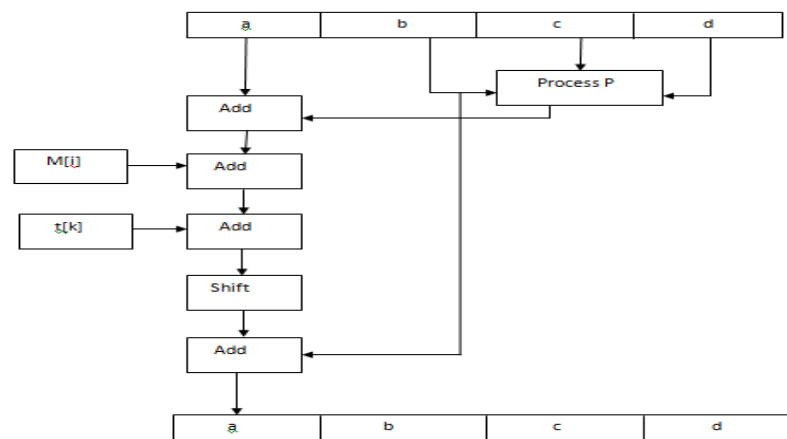 a b c d
Process P
Add
M[i] Add
t[k] Add
Shift
Add
a b c d